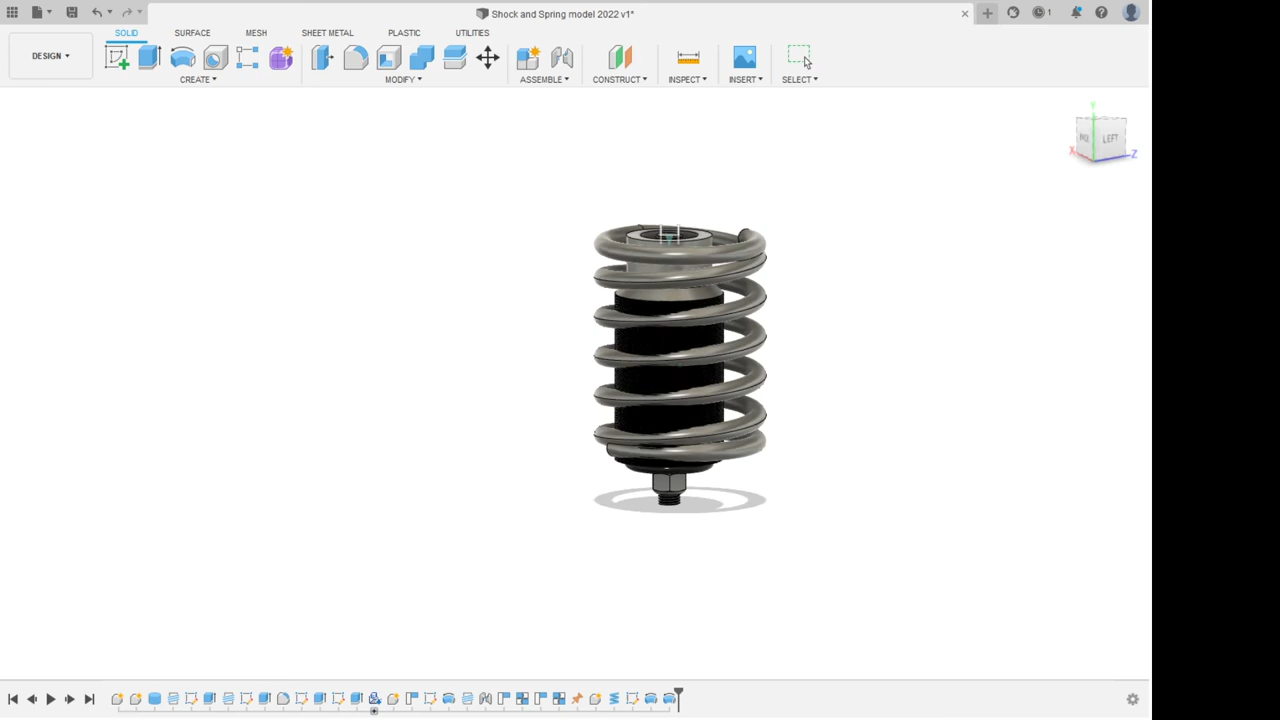 Shock and Spring model 2022 v1*
1
SOLID SURFACE MESH SHEET METAL PLASTIC UTILITIES
DESIGN
CREATE MODIFY ASSEMBLE CONSTRUCT INSPECT INSERT SELECT
Y
LEFT
X
Z